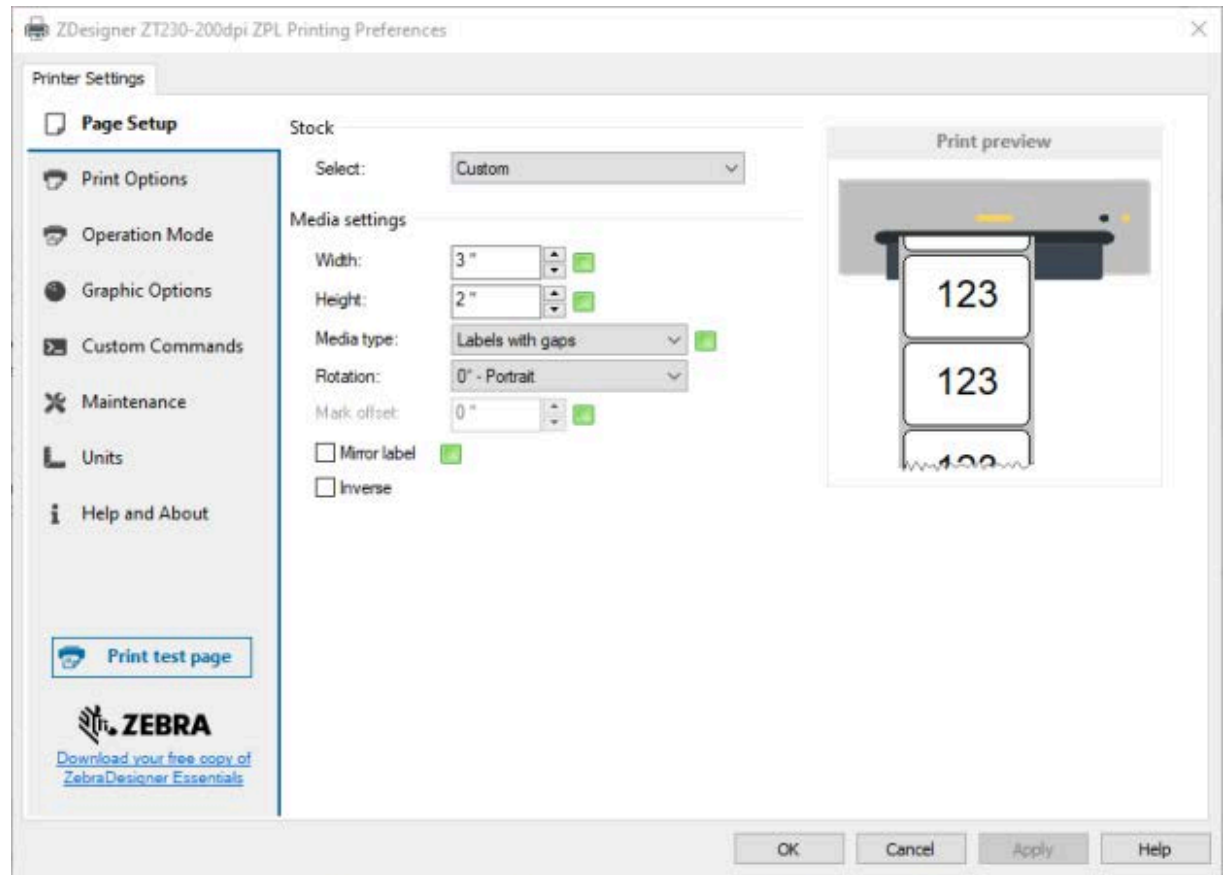 ZDesigner ZT230-200dpi ZPL Printing Preferences
Printer Settings
Page Setup
Print Options
Operation Mode
Graphic Options
Custom Commands
Maintenance
Units
Help and About
Print test page
ZEBRA
Download your free copy of
ZebraDesigner Essentials
Stock
Select: Custom
Media settings
Width: 3 "
Height: 2 "
Media type: Labels with gaps
Rotation: 0° - Portrait
Mark offset: 0 "
Mirror label
Inverse
Print preview
123
123
123
OK Cancel Apply Help